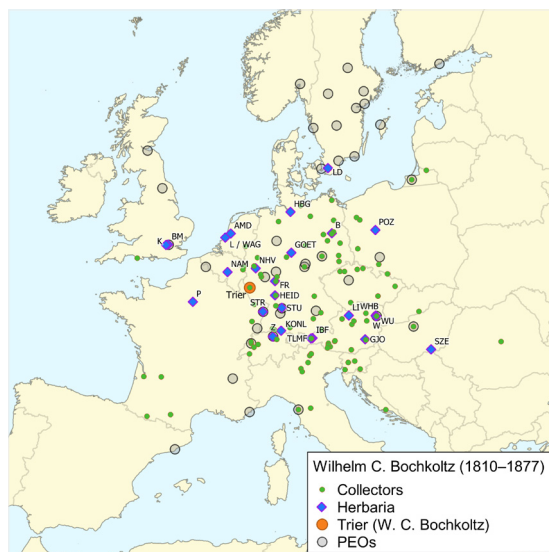 LD
HBG
AMD
B
POZ
BM
K
L / WAG
GOET
NAM
NHV
P
FR
Trier
HEID
STR
STU
LI
WHB
WU
W
KONL
Z
IBF
TLMF
GJO
SZE
Wilhelm C. Bochkoltz (1810–1877)
Collectors
Herbaria
Trier (W. C. Bochkoltz)
PEOs